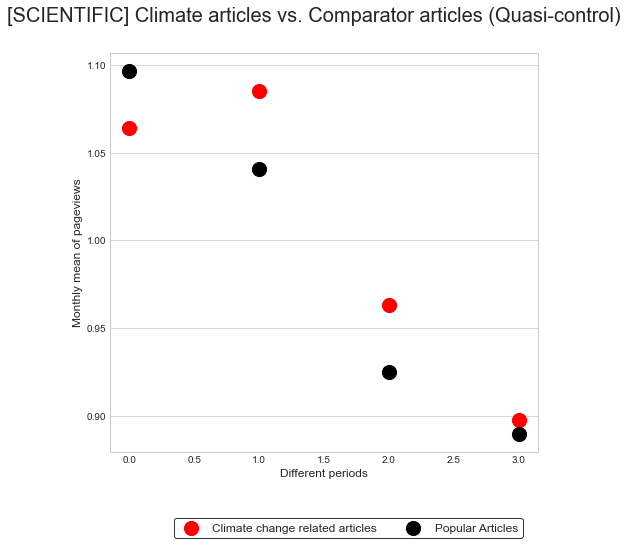 [SCIENTIFIC] Climate articles vs. Comparator articles (Quasi-control)
Monthly mean of pageviews
1.10
1.05
1.00
0.95
0.90
0.0 0.5 1.0 1.5 2.0 2.5 3.0
Different periods
Climate change related articles Popular Articles